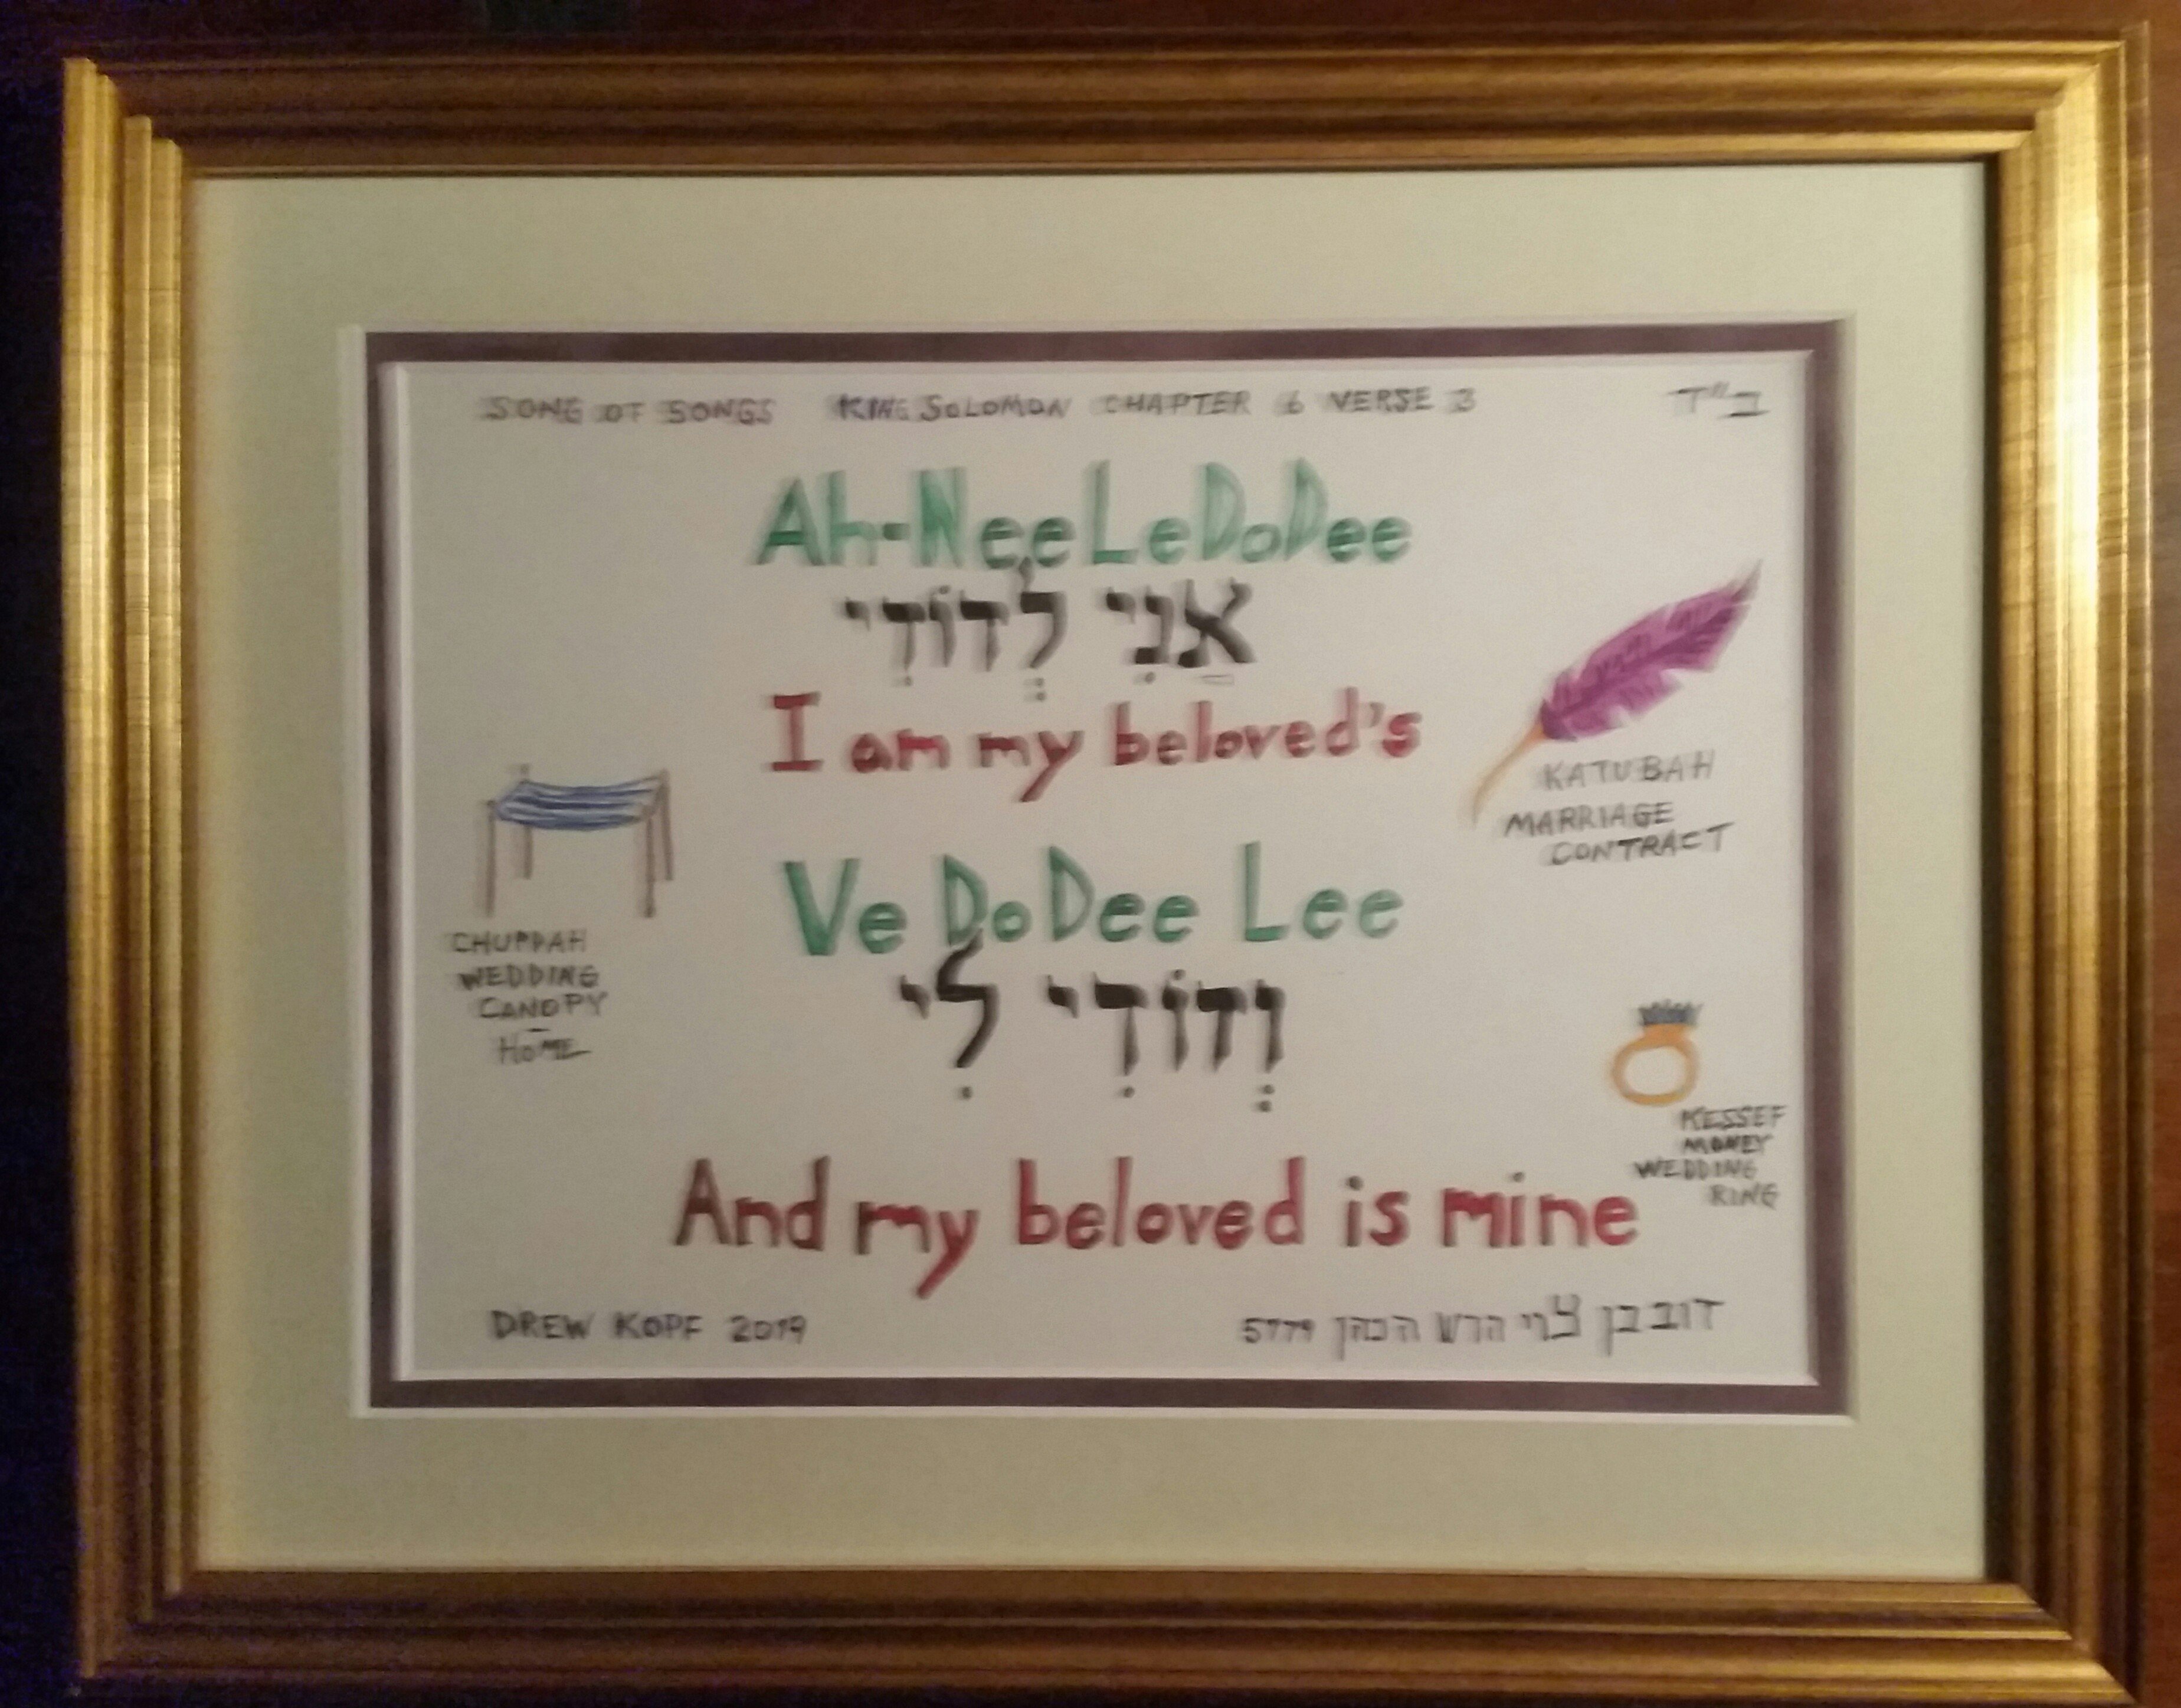 SONG OF SONGS KING SOLOMON CHAPTER 6 VERSE 3
ב"ד
Ah-Nee LeDoDee
אֲנִי לְדוֹדִי
I am my beloved's
KATUBAH
MARRIAGE
CONTRACT
Ve DoDee Lee
וְדוֹדִי לִי
CHUPPAH
WEDDING
CANOPY
-
HOME
KESSEF
MONEY
WEDDING
RING
And my beloved is mine
DREW KOPF 2019
דוב בן צבי הרש הכהן 5779